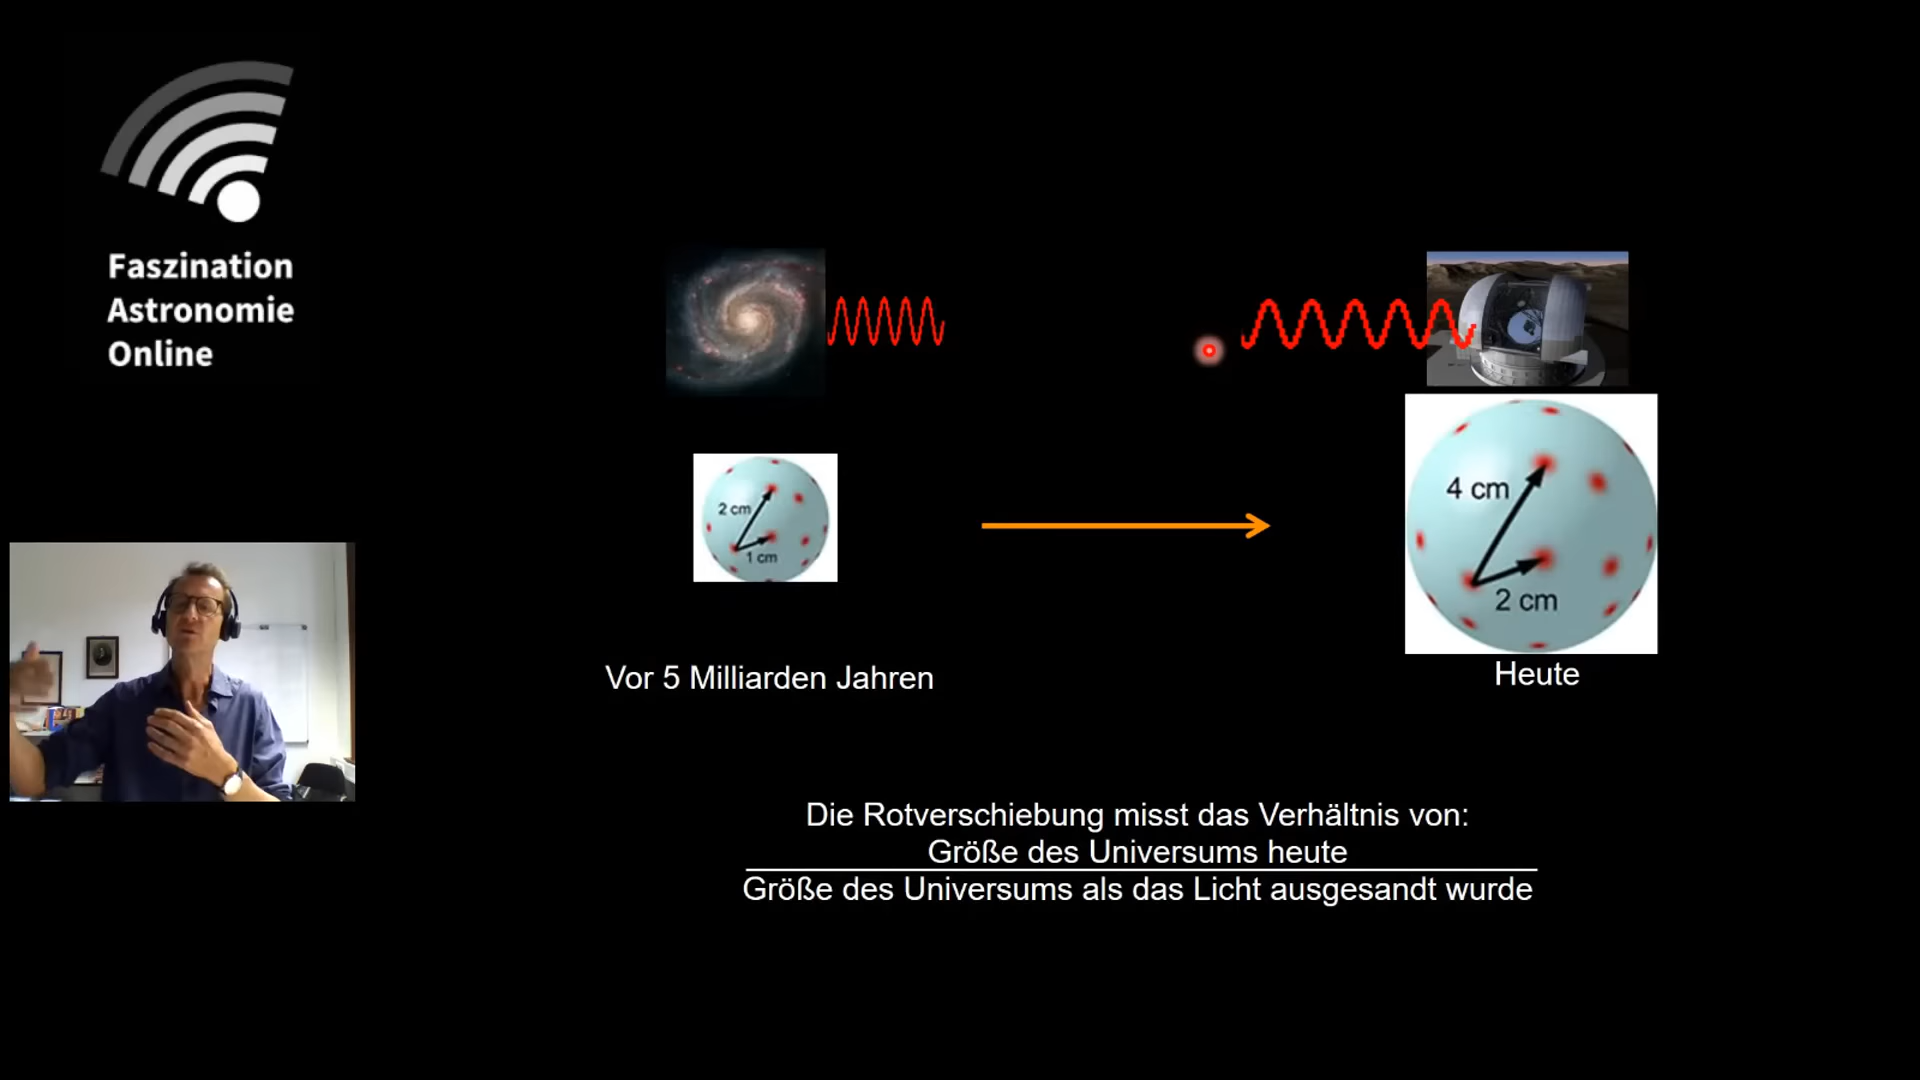 Faszination
Astronomie
Online
2 cm
1 cm
4 cm
2 cm
Vor 5 Milliarden Jahren
Heute
Die Rotverschiebung misst das Verhältnis von:
Größe des Universums heute
Größe des Universums als das Licht ausgesandt wurde